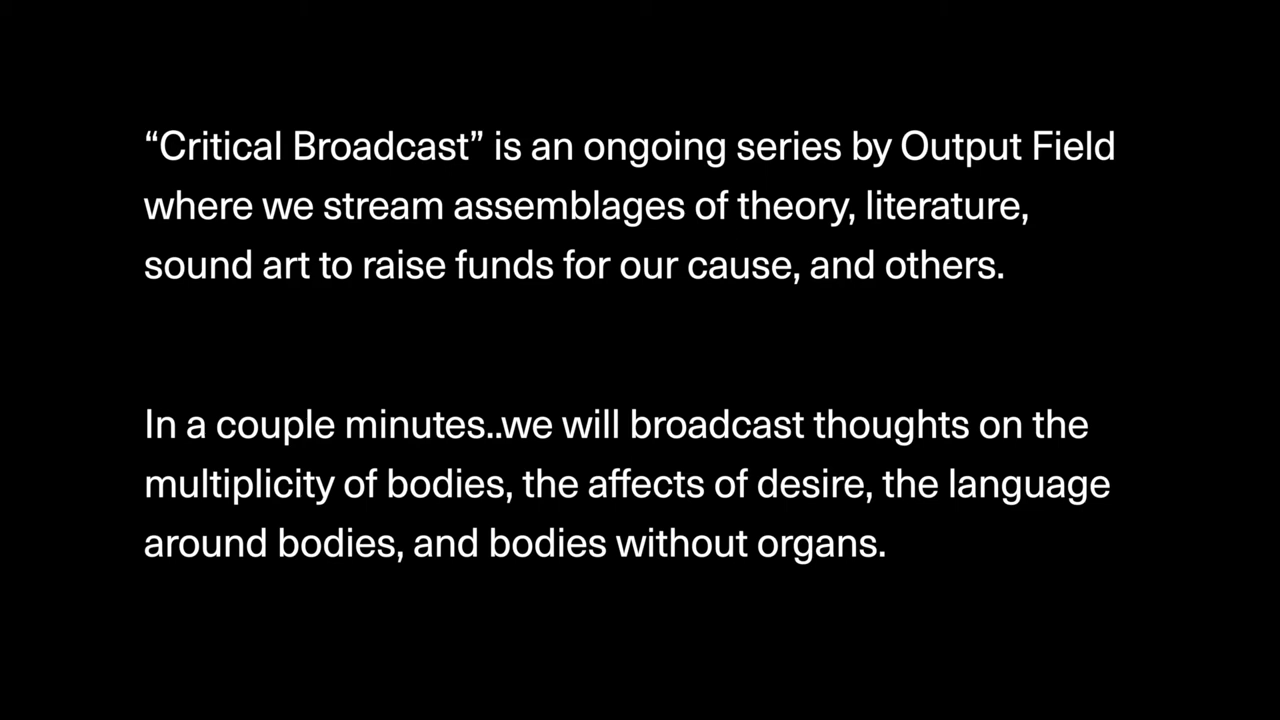 “Critical Broadcast” is an ongoing series by Output Field
where we stream assemblages of theory, literature,
sound art to raise funds for our cause, and others.
In a couple minutes..we will broadcast thoughts on the
multiplicity of bodies, the affects of desire, the language
around bodies, and bodies without organs.